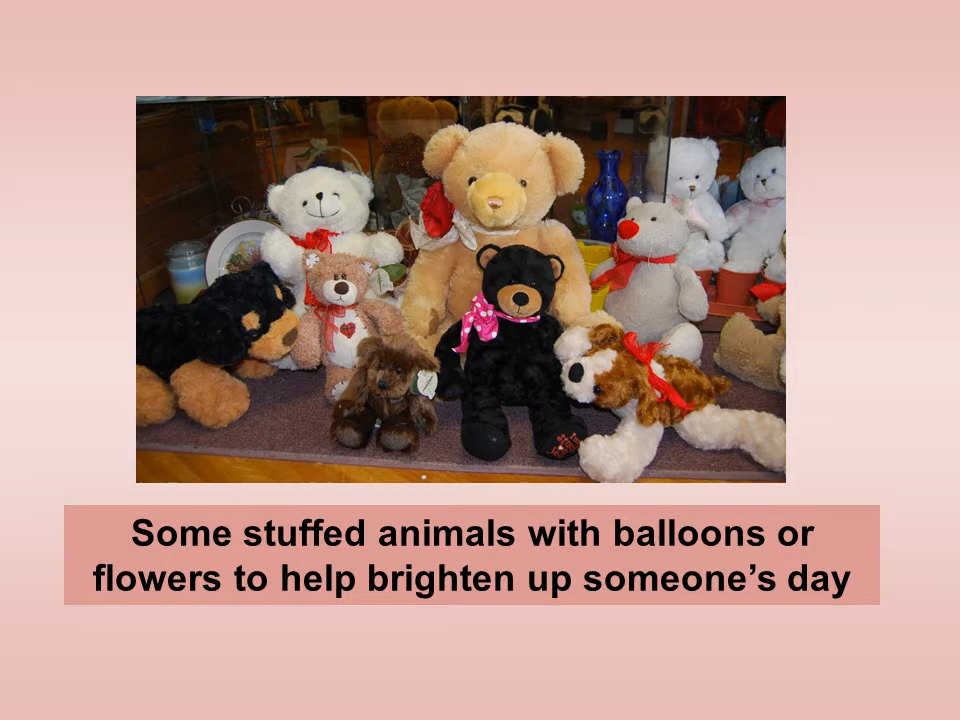 Some stuffed animals with balloons or
flowers to help brighten up someone’s day